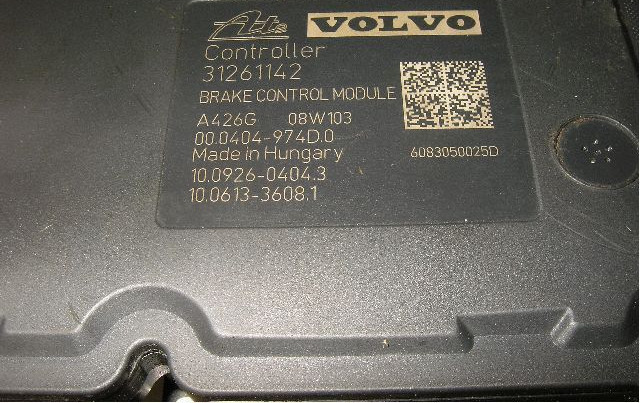 Ate VOLVO
Controller
31261142
BRAKE CONTROL MODULE
A426G 08W103
00.0404-974D.0
Made in Hungary 6083050025D
10.0926-0404.3
10.0613-3608.1